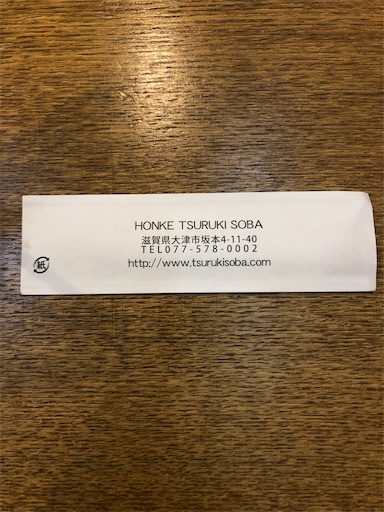 HONKE TSURUKI SOBA
滋賀県大津市坂本4-11-40
TEL077-578-0002
http://www.tsurukisoba.com
紙